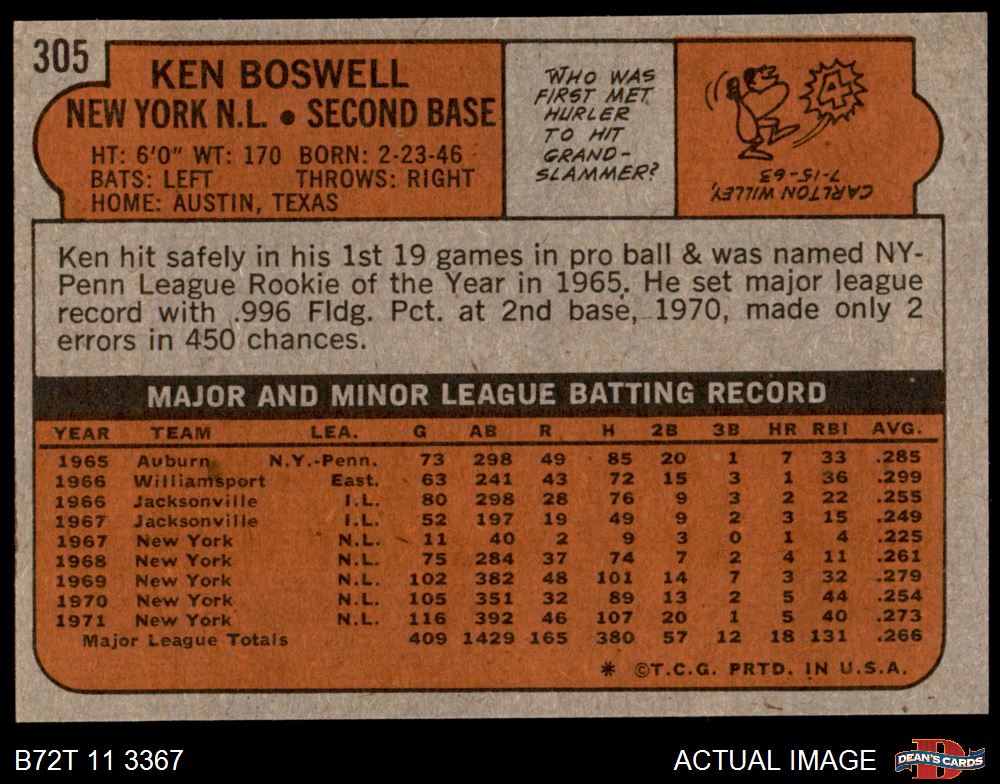 305
KEN BOSWELL
NEW YORK N.L. • SECOND BASE
HT: 6'0" WT: 170 BORN: 2-23-46
BATS: LEFT THROWS: RIGHT
HOME: AUSTIN, TEXAS
WHO WAS
FIRST MET
HURLER
TO HIT
GRAND-
SLAMMER?
4
CARLTON WILLEY,
7-15-63
Ken hit safely in his 1st 19 games in pro ball & was named NY-
Penn League Rookie of the Year in 1965. He set major league
record with .996 Fldg. Pct. at 2nd base, 1970, made only 2
errors in 450 chances.
MAJOR AND MINOR LEAGUE BATTING RECORD
YEAR TEAM LEA. G AB R H 2B 3B HR RBI AVG.
1965 Auburn N.Y.-Penn. 73 298 49 85 20 1 7 33 .285
1966 Williamsport East. 63 241 43 72 15 3 1 36 .299
1966 Jacksonville I.L. 80 298 28 76 9 3 2 22 .255
1967 Jacksonville I.L. 52 197 19 49 9 2 3 15 .249
1967 New York N.L. 11 40 2 9 3 0 1 4 .225
1968 New York N.L. 75 284 37 74 7 2 4 11 .261
1969 New York N.L. 102 382 48 101 14 7 3 32 .279
1970 New York N.L. 105 351 32 89 13 2 5 44 .254
1971 New York N.L. 116 392 46 107 20 1 5 40 .273
Major League Totals 409 1429 165 380 57 12 18 131 .266
* ©T.C.G. PRTD. IN U.S.A.
B72T 11 3367
ACTUAL IMAGE
DEAN'S CARDS